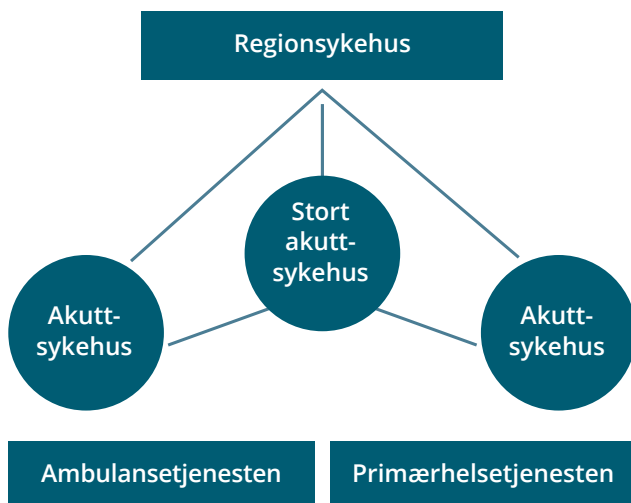 Regionsykehus
Stort
akutt-
sykehus
Akutt-
sykehus
Akutt-
sykehus
Ambulansetjenesten
Primærhelsetjenesten